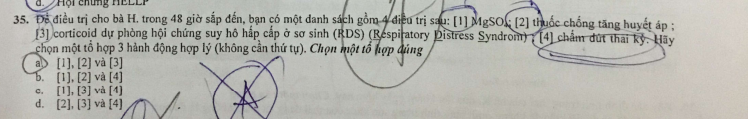 d. Hội chứng HELLP
35. Để điều trị cho bà H. trong 48 giờ sắp đến, bạn có một danh sách gồm 4 điều trị sau: [1] MgSO₄; [2] thuốc chống tăng huyết áp ;
[3] corticoid dự phòng hội chứng suy hô hấp cấp ở sơ sinh (RDS) (Respiratory Distress Syndrom) ; [4] chấm dứt thai kỳ. Hãy
chọn một tổ hợp 3 hành động hợp lý (không cần thứ tự). Chọn một tổ hợp đúng
a. [1], [2] và [3]
b. [1], [2] và [4]
c. [1], [3] và [4]
d. [2], [3] và [4]
A